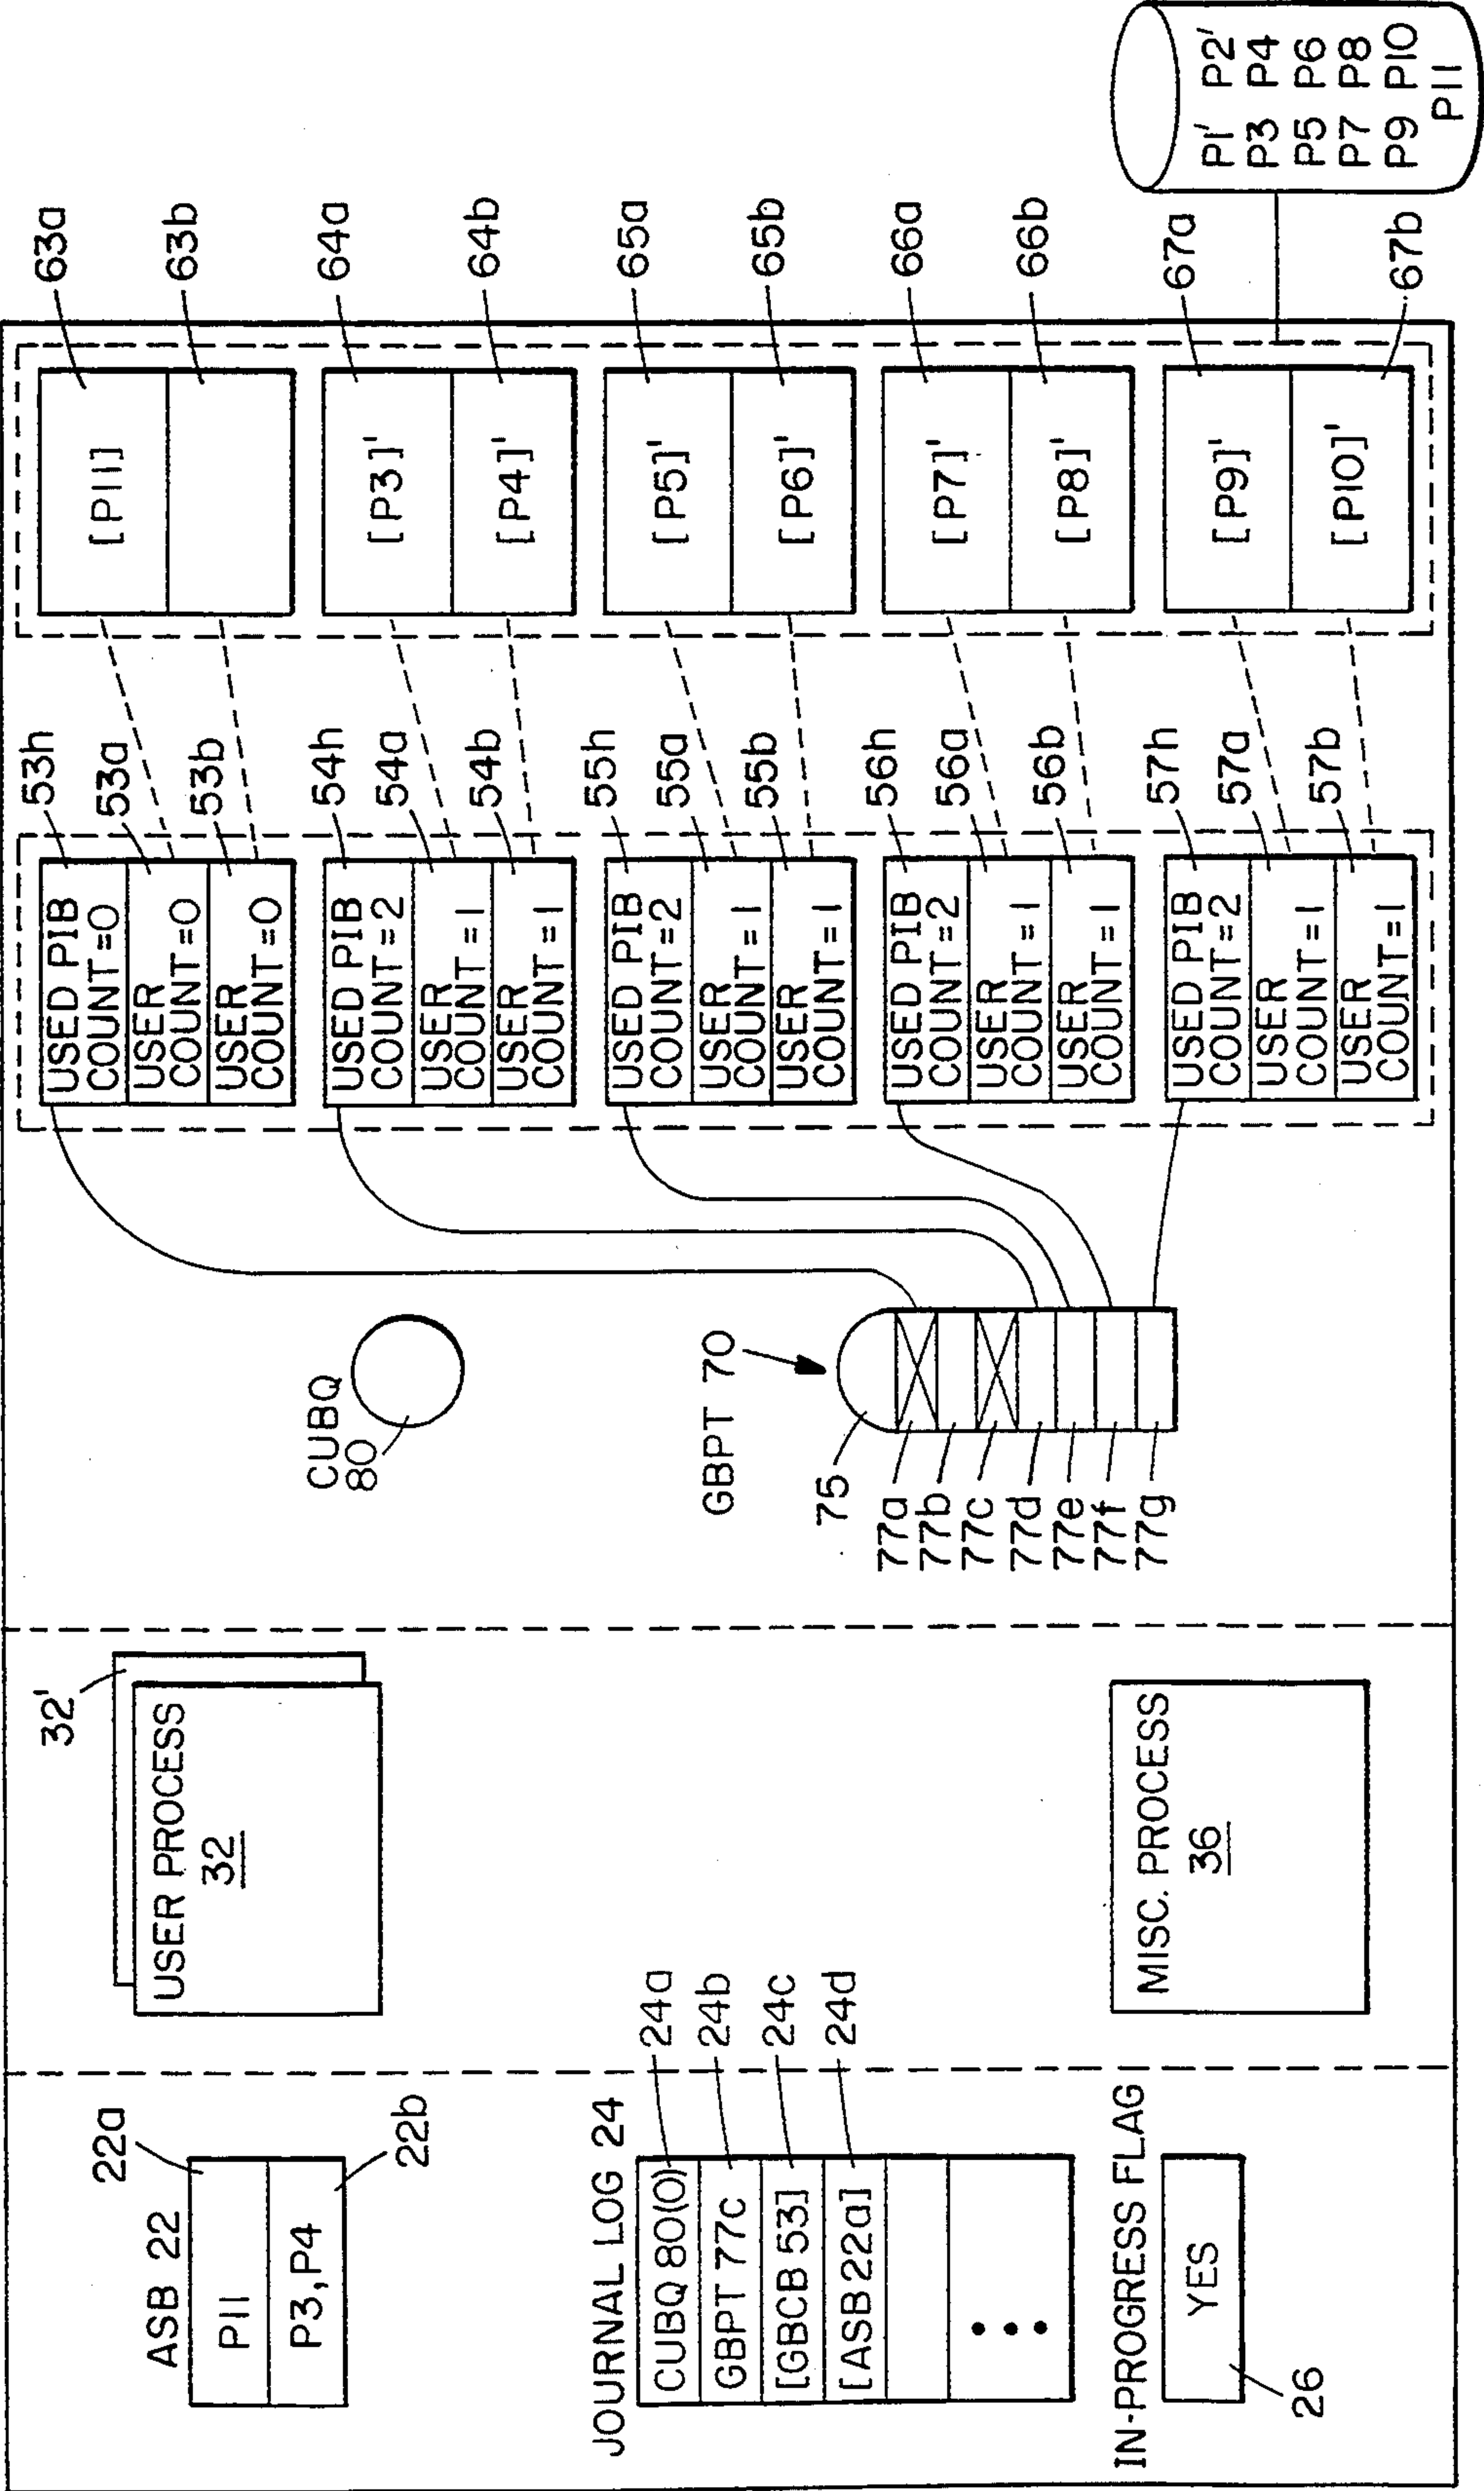 ASB 22
22a
P11
P3,P4
22b
JOURNAL LOG 24
CUBQ 80(0)
GBPT 77c
[GBCB 53]
[ASB 22a]
24a
24b
24c
24d
IN-PROGRESS FLAG
YES
26
32'
USER PROCESS
32
MISC. PROCESS
36
CUBQ
80
GBPT 70
75
77a
77b
77c
77d
77e
77f
77g
USED PIB
COUNT=0
USER
COUNT=0
USER
COUNT=0
53h
53a
53b
USED PIB
COUNT=2
USER
COUNT=1
USER
COUNT=1
54h
54a
54b
USED PIB
COUNT=2
USER
COUNT=1
USER
COUNT=1
55h
55a
55b
USED PIB
COUNT=2
USER
COUNT=1
USER
COUNT=1
56h
56a
56b
USED PIB
COUNT=2
USER
COUNT=1
USER
COUNT=1
57h
57a
57b
[P11]
63a
63b
[P3]'
[P4]'
64a
64b
[P5]'
[P6]'
65a
65b
[P7]'
[P8]'
66a
66b
[P9]'
[P10]'
67a
67b
P1' P2'
P3 P4
P5 P6
P7 P8
P9 P10
P11